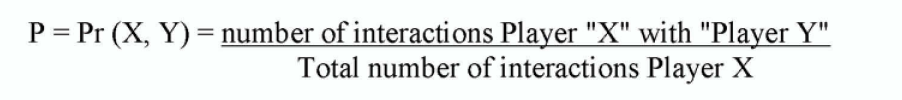 P = Pr (X, Y) = number of interactions Player "X" with "Player Y"
Total number of interactions Player X